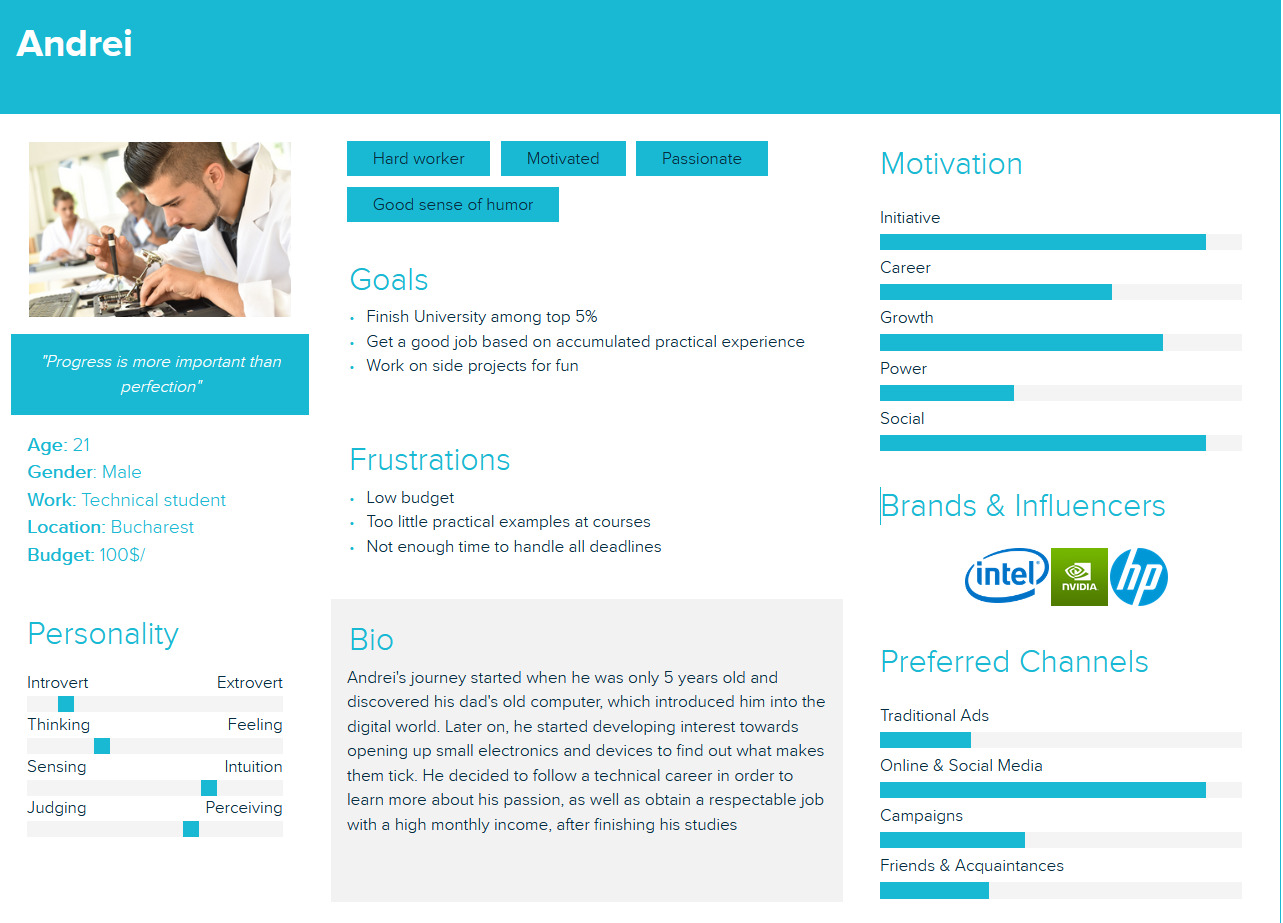 Andrei
"Progress is more important than
perfection"
Age: 21
Gender: Male
Work: Technical student
Location: Bucharest
Budget: 100$/
Personality
Introvert Extrovert
Thinking Feeling
Sensing Intuition
Judging Perceiving
Hard worker Motivated Passionate
Good sense of humor
Goals
Finish University among top 5%
Get a good job based on accumulated practical experience
Work on side projects for fun
Frustrations
Low budget
Too little practical examples at courses
Not enough time to handle all deadlines
Bio
Andrei's journey started when he was only 5 years old and
discovered his dad's old computer, which introduced him into the
digital world. Later on, he started developing interest towards
opening up small electronics and devices to find out what makes
them tick. He decided to follow a technical career in order to
learn more about his passion, as well as obtain a respectable job
with a high monthly income, after finishing his studies
Motivation
Initiative
Career
Growth
Power
Social
Brands & Influencers
intel NVIDIA hp
Preferred Channels
Traditional Ads
Online & Social Media
Campaigns
Friends & Acquaintances